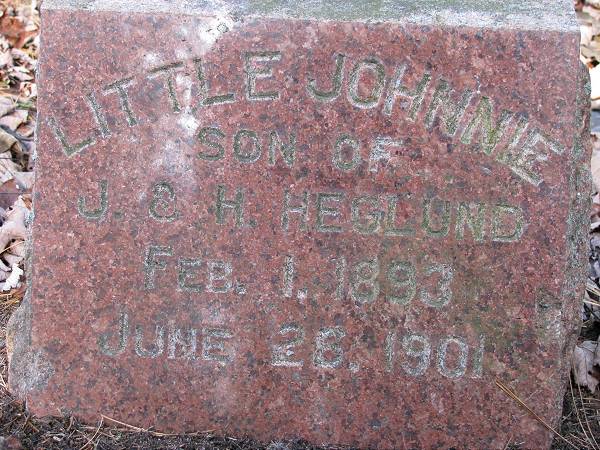 LITTLE JOHNNIE
SON OF
J. & H. HEGLUND
FEB. 1, 1893
JUNE 28, 1901